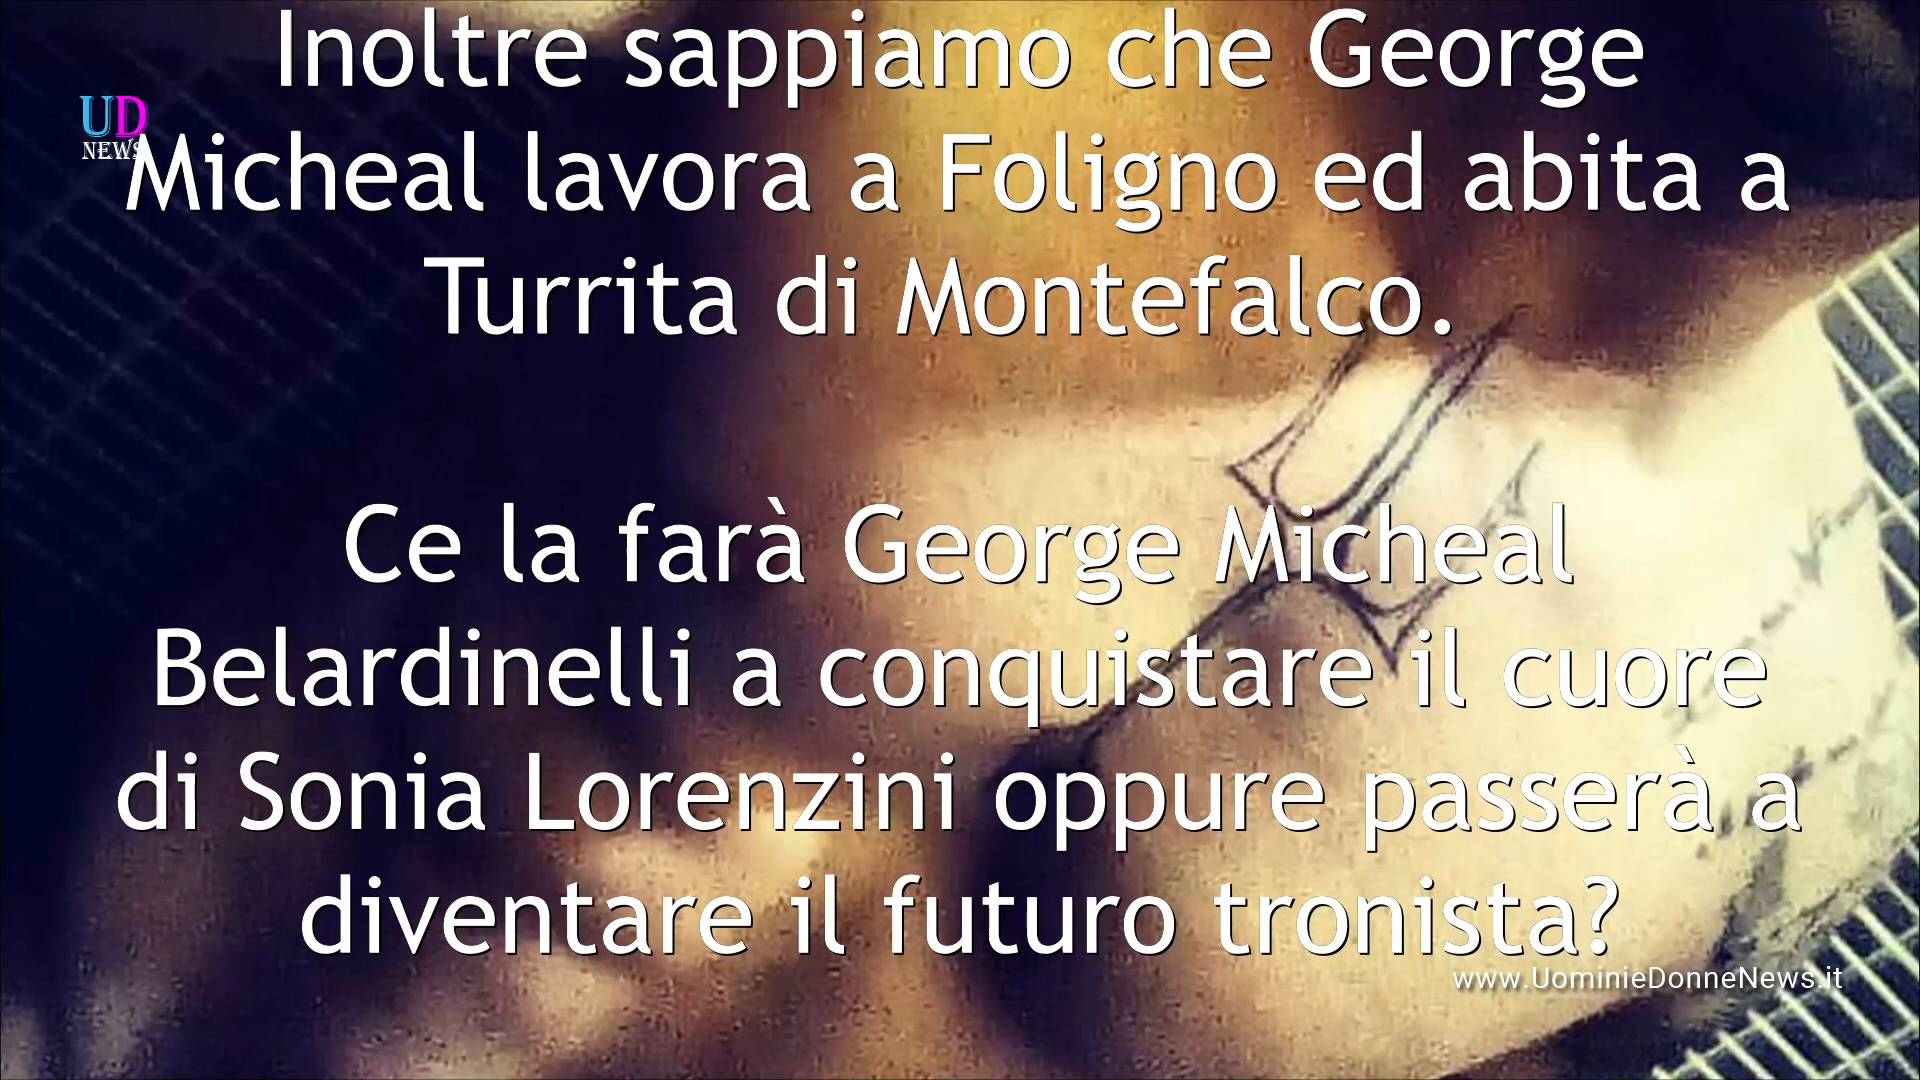 Inoltre sappiamo che George
UD
NEWS
Micheal lavora a Foligno ed abita a
Turrita di Montefalco.
Ce la farà George Micheal
Belardinelli a conquistare il cuore
di Sonia Lorenzini oppure passerà a
diventare il futuro tronista?
www.UominieDonneNews.it